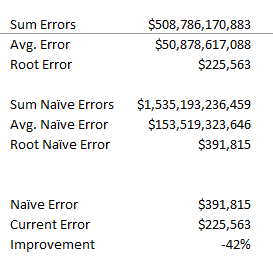 Sum Errors $508,786,170,883
Avg. Error $50,878,617,088
Root Error $225,563
Sum Naïve Errors $1,535,193,236,459
Avg. Naïve Error $153,519,323,646
Root Naïve Error $391,815
Naïve Error $391,815
Current Error $225,563
Improvement -42%